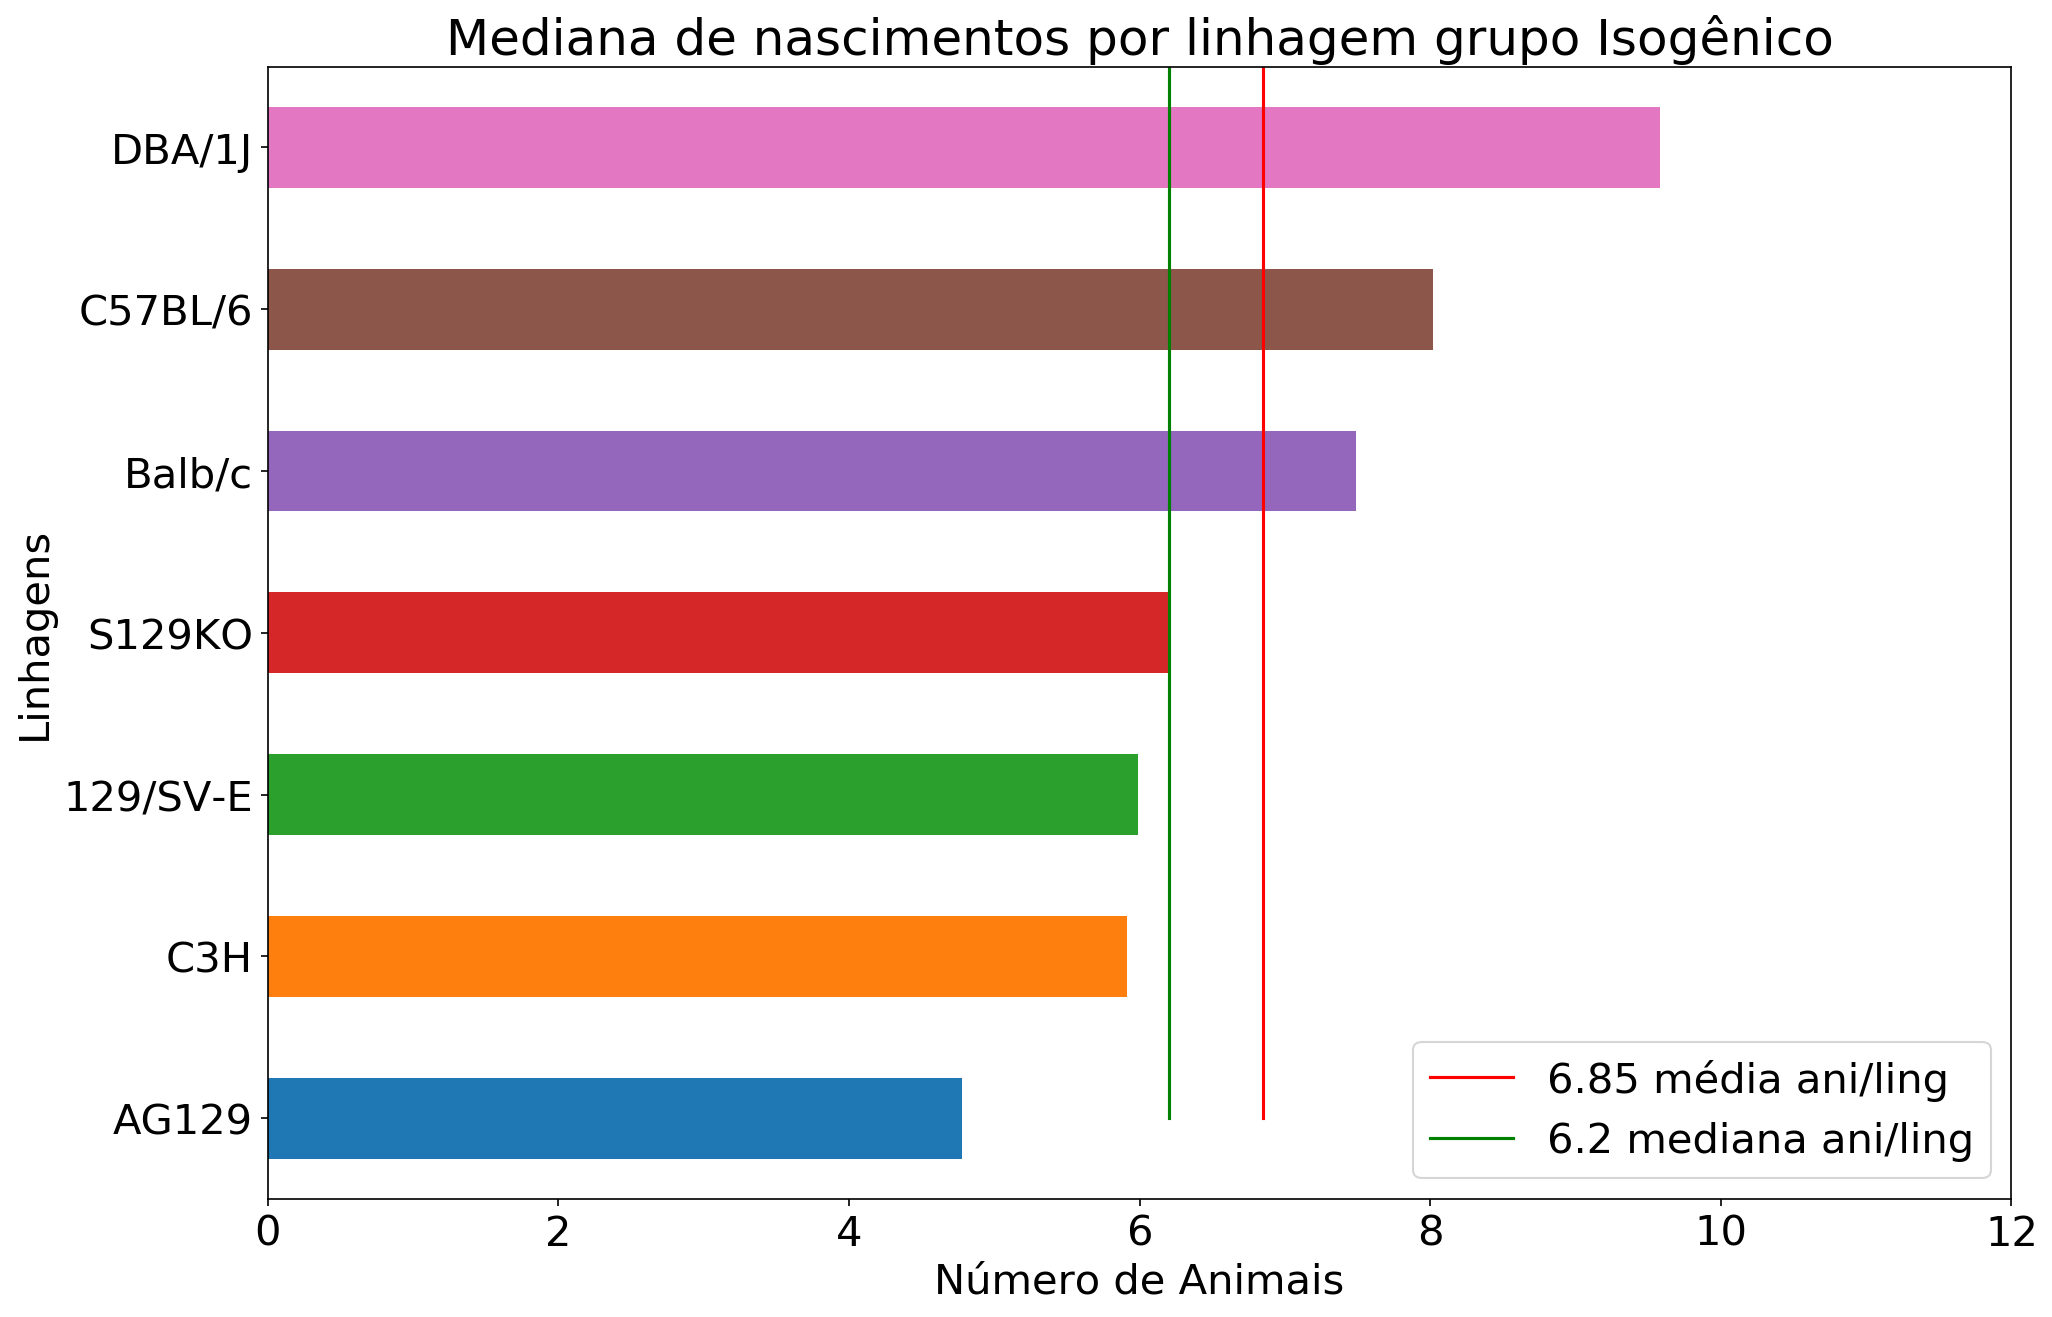 Mediana de nascimentos por linhagem grupo Isogênico
DBA/1J
C57BL/6
Balb/c
S129KO
129/SV-E
C3H
AG129
Linhagens
6.85 média ani/ling
6.2 mediana ani/ling
0 2 4 6 8 10 12
Número de Animais